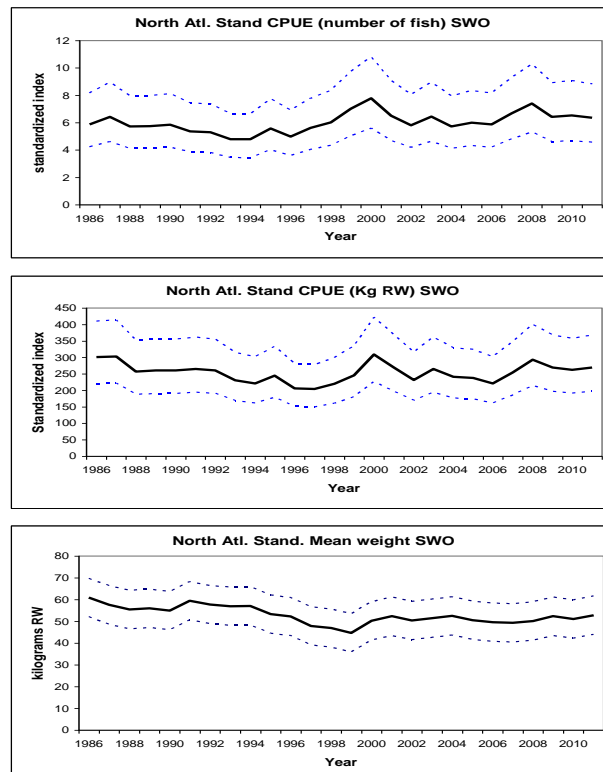 North Atl. Stand CPUE (number of fish) SWO
standardized index
12
10
8
6
4
2
0
1986 1988 1990 1992 1994 1996 1998 2000 2002 2004 2006 2008 2010
Year
North Atl. Stand CPUE (Kg RW) SWO
Standardized index
450
400
350
300
250
200
150
100
50
0
1986 1988 1990 1992 1994 1996 1998 2000 2002 2004 2006 2008 2010
Year
North Atl. Stand. Mean weight SWO
kilograms RW
80
70
60
50
40
30
20
10
0
1986 1988 1990 1992 1994 1996 1998 2000 2002 2004 2006 2008 2010
Year